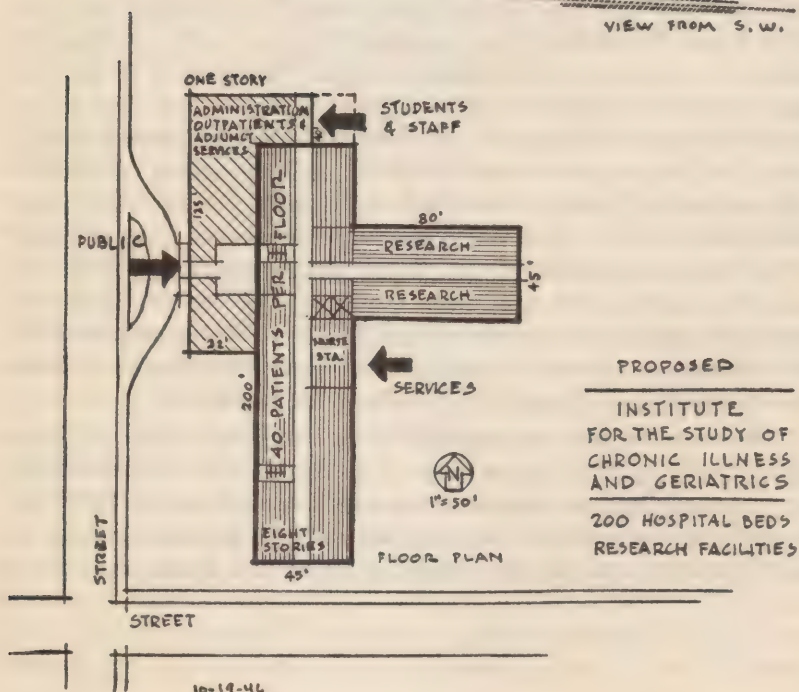 VIEW FROM S.W.
ONE STORY
ADMINISTRATION
OUTPATIENTS &
ADJUNCT
SERVICES
40'
STUDENTS
& STAFF
125'
PUBLIC
32'
200'
40-PATIENTS PER FLOOR
80'
RESEARCH
RESEARCH
45'
NURSE
STA.
SERVICES
N
1"=50'
EIGHT
STORIES
45'
FLOOR PLAN
STREET
STREET
PROPOSED
INSTITUTE
FOR THE STUDY OF
CHRONIC ILLNESS
AND GERIATRICS
200 HOSPITAL BEDS
RESEARCH FACILITIES
10-19-46